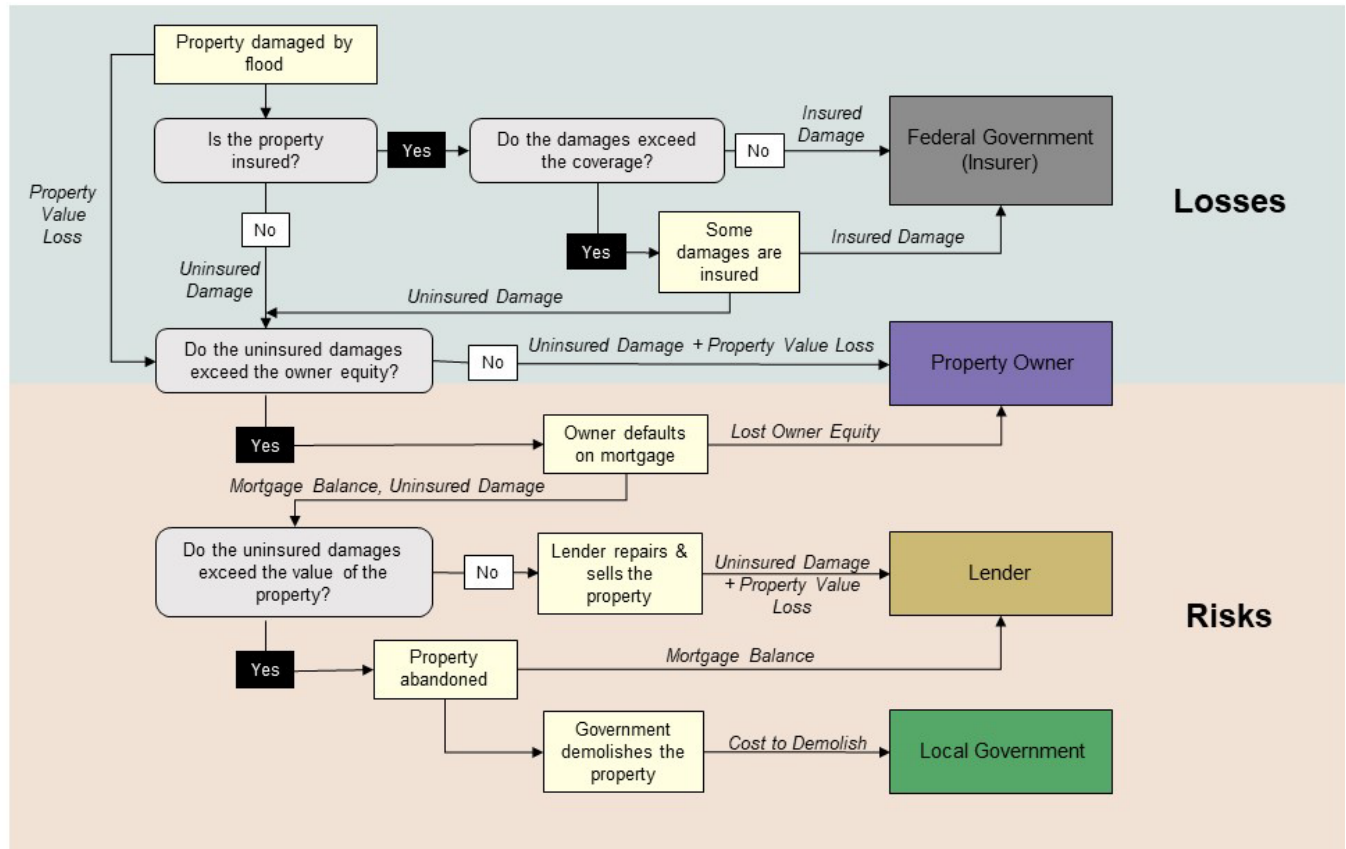 Property damaged by
flood
Is the property
insured?
Yes
Do the damages exceed
the coverage?
No
Insured
Damage
Federal Government
(Insurer)
Property
Value
Loss
Losses
No
Yes
Some
damages are
insured
Insured Damage
Uninsured
Damage
Uninsured Damage
Do the uninsured damages
exceed the owner equity?
No
Uninsured Damage + Property Value Loss
Property Owner
Yes
Owner defaults
on mortgage
Lost Owner Equity
Mortgage Balance, Uninsured Damage
Do the uninsured damages
exceed the value of the
property?
No
Lender repairs &
sells the
property
Uninsured Damage
+ Property Value
Loss
Lender
Risks
Yes
Property
abandoned
Mortgage Balance
Government
demolishes the
property
Cost to Demolish
Local Government